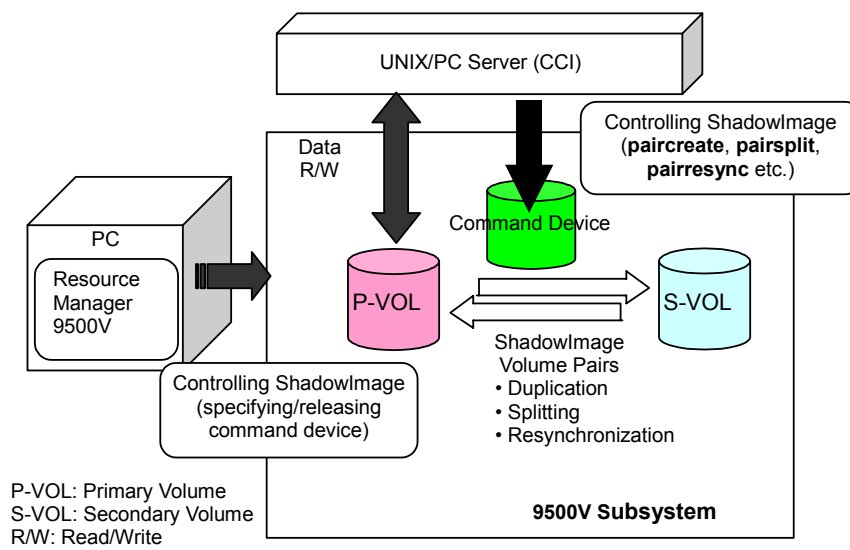 UNIX/PC Server (CCI)
Controlling ShadowImage
(paircreate, pairsplit,
pairresync etc.)
Data
R/W
Command Device
PC
Resource
Manager
9500V
P-VOL
S-VOL
ShadowImage
Volume Pairs
• Duplication
• Splitting
• Resynchronization
Controlling ShadowImage
(specifying/releasing
command device)
P-VOL: Primary Volume
S-VOL: Secondary Volume
R/W: Read/Write
9500V Subsystem